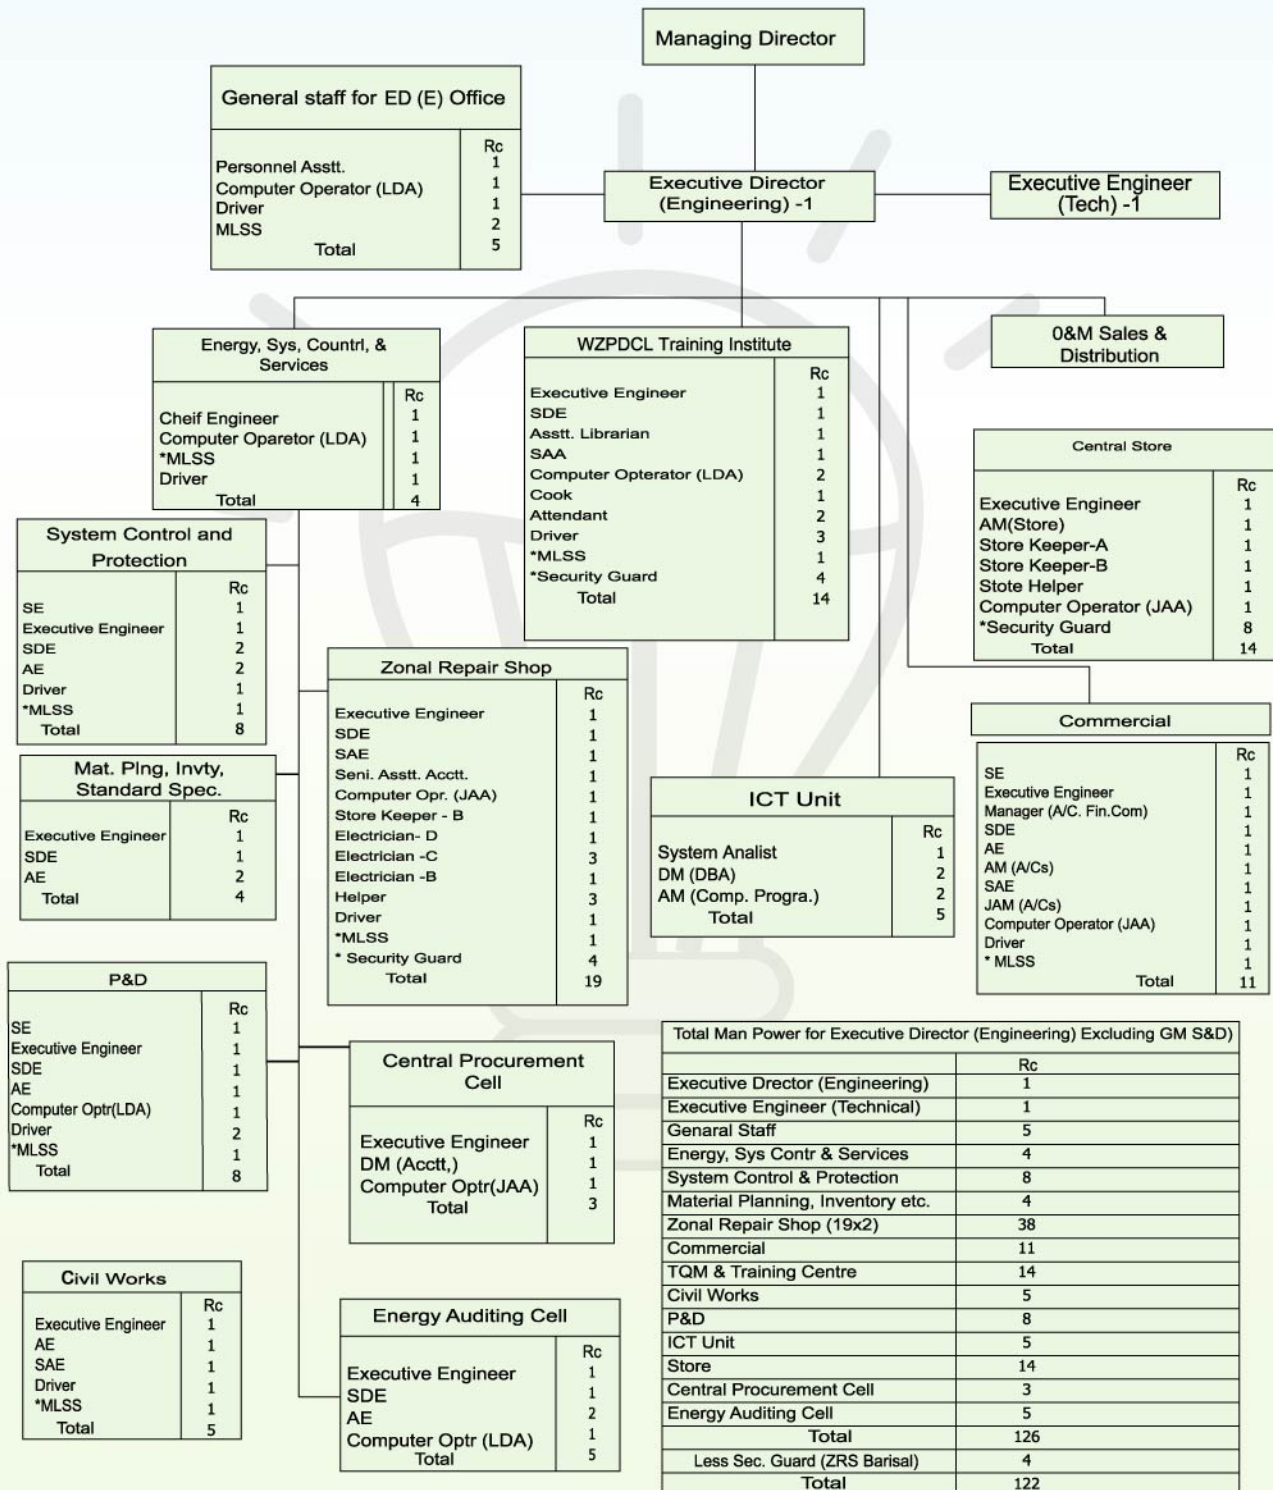 Managing Director
General staff for ED (E) Office
Rc
Personnel Asstt. 1
Computer Operator (LDA) 1
Driver 1
MLSS 2
Total 5
Executive Director
(Engineering) -1
Executive Engineer
(Tech) -1
Energy, Sys, Countrl, &
Services
Rc
Cheif Engineer 1
Computer Oparetor (LDA) 1
*MLSS 1
Driver 1
Total 4
WZPDCL Training Institute
Rc
Executive Engineer 1
SDE 1
Asstt. Librarian 1
SAA 1
Computer Opterator (LDA) 2
Cook 1
Attendant 2
Driver 3
*MLSS 1
*Security Guard 4
Total 14
0&M Sales &
Distribution
Central Store
Rc
Executive Engineer 1
AM(Store) 1
Store Keeper-A 1
Store Keeper-B 1
Stote Helper 1
Computer Operator (JAA) 1
*Security Guard 8
Total 14
System Control and
Protection
Rc
SE 1
Executive Engineer 1
SDE 2
AE 2
Driver 1
*MLSS 1
Total 8
Zonal Repair Shop
Rc
Executive Engineer 1
SDE 1
SAE 1
Seni. Asstt. Acctt. 1
Computer Opr. (JAA) 1
Store Keeper - B 1
Electrician- D 1
Electrician -C 3
Electrician -B 1
Helper 3
Driver 1
*MLSS 1
* Security Guard 4
Total 19
Mat. Plng, Invty,
Standard Spec.
Rc
Executive Engineer 1
SDE 1
AE 2
Total 4
ICT Unit
Rc
System Analist 1
DM (DBA) 2
AM (Comp. Progra.) 2
Total 5
Commercial
Rc
SE 1
Executive Engineer 1
Manager (A/C. Fin.Com) 1
SDE 1
AE 1
AM (A/Cs) 1
SAE 1
JAM (A/Cs) 1
Computer Operator (JAA) 1
Driver 1
* MLSS 1
Total 11
P&D
Rc
SE 1
Executive Engineer 1
SDE 1
AE 1
Computer Optr(LDA) 1
Driver 2
*MLSS 1
Total 8
Central Procurement
Cell
Rc
Executive Engineer 1
DM (Acctt,) 1
Computer Optr(JAA) 1
Total 3
Civil Works
Rc
Executive Engineer 1
AE 1
SAE 1
Driver 1
*MLSS 1
Total 5
Energy Auditing Cell
Rc
Executive Engineer 1
SDE 1
AE 2
Computer Optr (LDA) 1
Total 5
Total Man Power for Executive Director (Engineering) Excluding GM S&D)
Rc
Executive Drector (Engineering) 1
Executive Engineer (Technical) 1
Genaral Staff 5
Energy, Sys Contr & Services 4
System Control & Protection 8
Material Planning, Inventory etc. 4
Zonal Repair Shop (19x2) 38
Commercial 11
TQM & Training Centre 14
Civil Works 5
P&D 8
ICT Unit 5
Store 14
Central Procurement Cell 3
Energy Auditing Cell 5
Total 126
Less Sec. Guard (ZRS Barisal) 4
Total 122